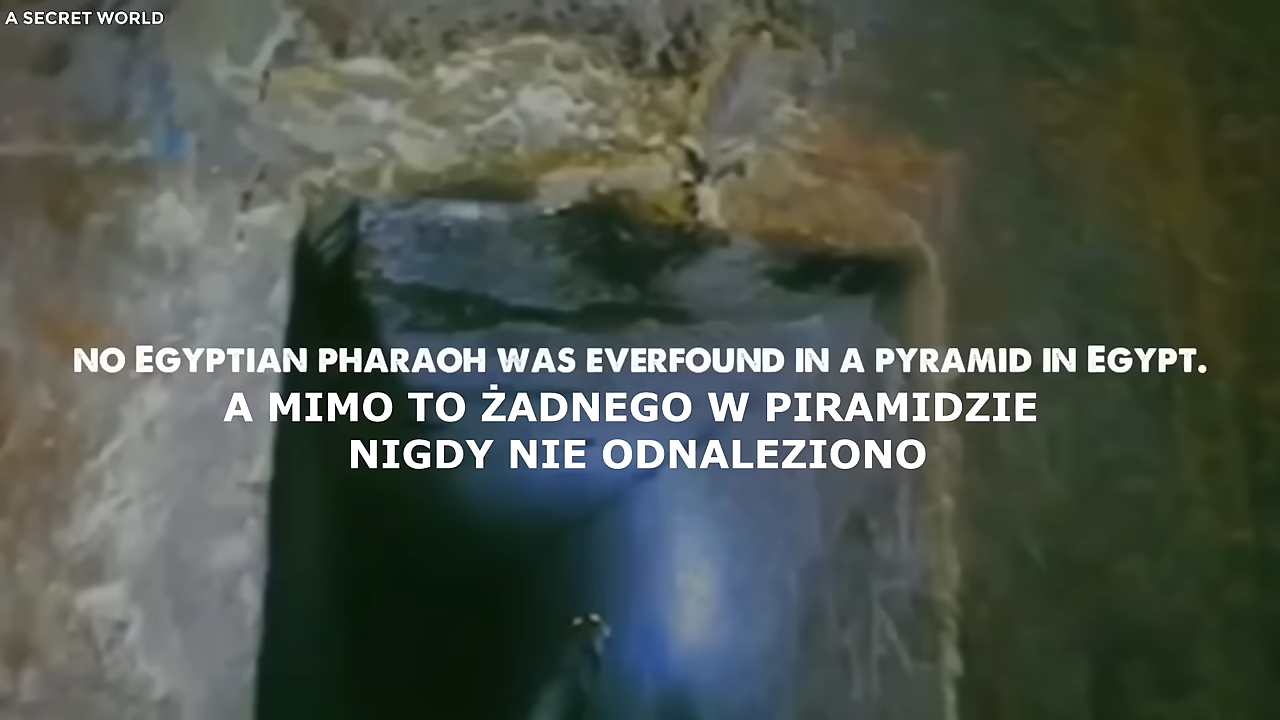 A SECRET WORLD
NO EGYPTIAN PHARAOH WAS EVERFOUND IN A PYRAMID IN EGYPT.
A MIMO TO ŻADNEGO W PIRAMIDZIE
NIGDY NIE ODNALEZIONO